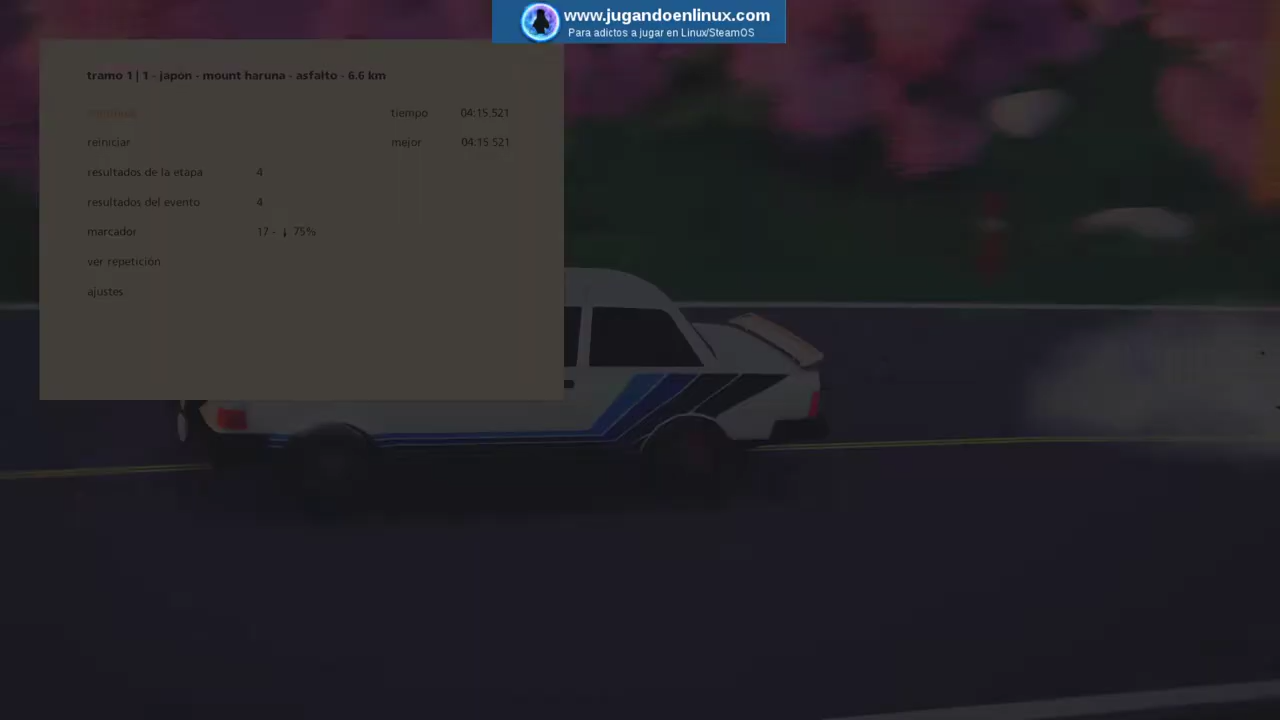 www.jugandoenlinux.com
Para adictos a jugar en Linux/SteamOS
tramo 1 | 1 - japón - mount haruna - asfalto - 6.6 km
tiempo 04:15.521
reiniciar mejor 04:15.521
resultados de la etapa 4
resultados del evento 4
marcador 17 - ↓ 75%
ver repetición
ajustes